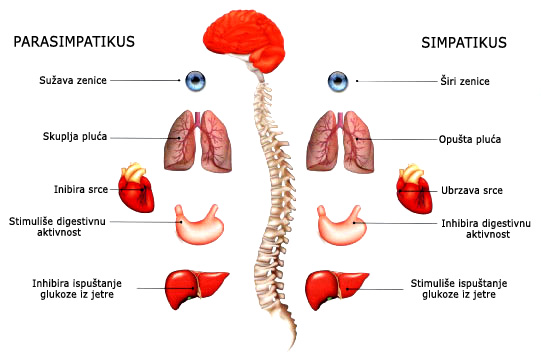 PARASIMPATIKUS
Sužava zenice
Skuplja pluća
Inibira srce
Stimuliše digestivnu
aktivnost
Inhibira ispuštanje
glukoze iz jetre
SIMPATIKUS
Širi zenice
Opušta pluća
Ubrzava srce
Inhibira digestivnu
aktivnost
Stimuliše ispuštanje
glukoze iz jetre